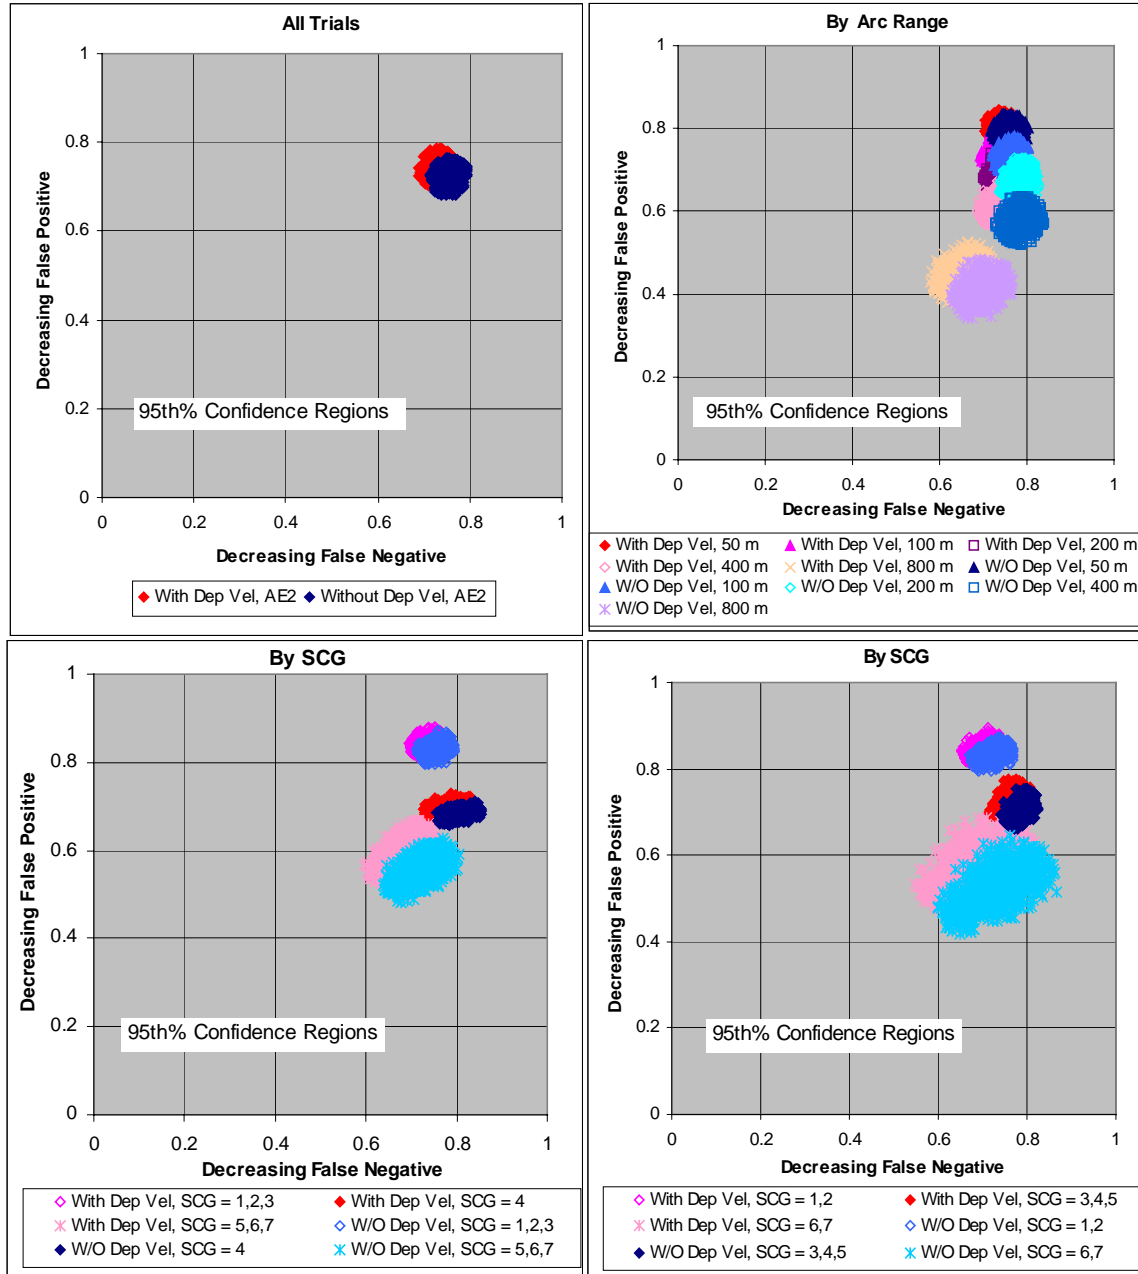 All Trials
1
0.8
0.6
0.4
0.2
0
0 0.2 0.4 0.6 0.8 1
Decreasing False Positive
95th% Confidence Regions
Decreasing False Negative
With Dep Vel, AE2 Without Dep Vel, AE2
By Arc Range
1
0.8
0.6
0.4
0.2
0
0 0.2 0.4 0.6 0.8 1
Decreasing False Positive
95th% Confidence Regions
Decreasing False Negative
With Dep Vel, 50 m With Dep Vel, 100 m With Dep Vel, 200 m
With Dep Vel, 400 m With Dep Vel, 800 m W/O Dep Vel, 50 m
W/O Dep Vel, 100 m W/O Dep Vel, 200 m W/O Dep Vel, 400 m
W/O Dep Vel, 800 m
By SCG
1
0.8
0.6
0.4
0.2
0
0 0.2 0.4 0.6 0.8 1
Decreasing False Positive
95th% Confidence Regions
Decreasing False Negative
With Dep Vel, SCG = 1,2,3 With Dep Vel, SCG = 4
With Dep Vel, SCG = 5,6,7 W/O Dep Vel, SCG = 1,2,3
W/O Dep Vel, SCG = 4 W/O Dep Vel, SCG = 5,6,7
By SCG
1
0.8
0.6
0.4
0.2
0
0 0.2 0.4 0.6 0.8 1
Decreasing False Positive
95th% Confidence Regions
Decreasing False Negative
With Dep Vel, SCG = 1,2 With Dep Vel, SCG = 3,4,5
With Dep Vel, SCG = 6,7 W/O Dep Vel, SCG = 1,2
W/O Dep Vel, SCG = 3,4,5 W/O Dep Vel, SCG = 6,7